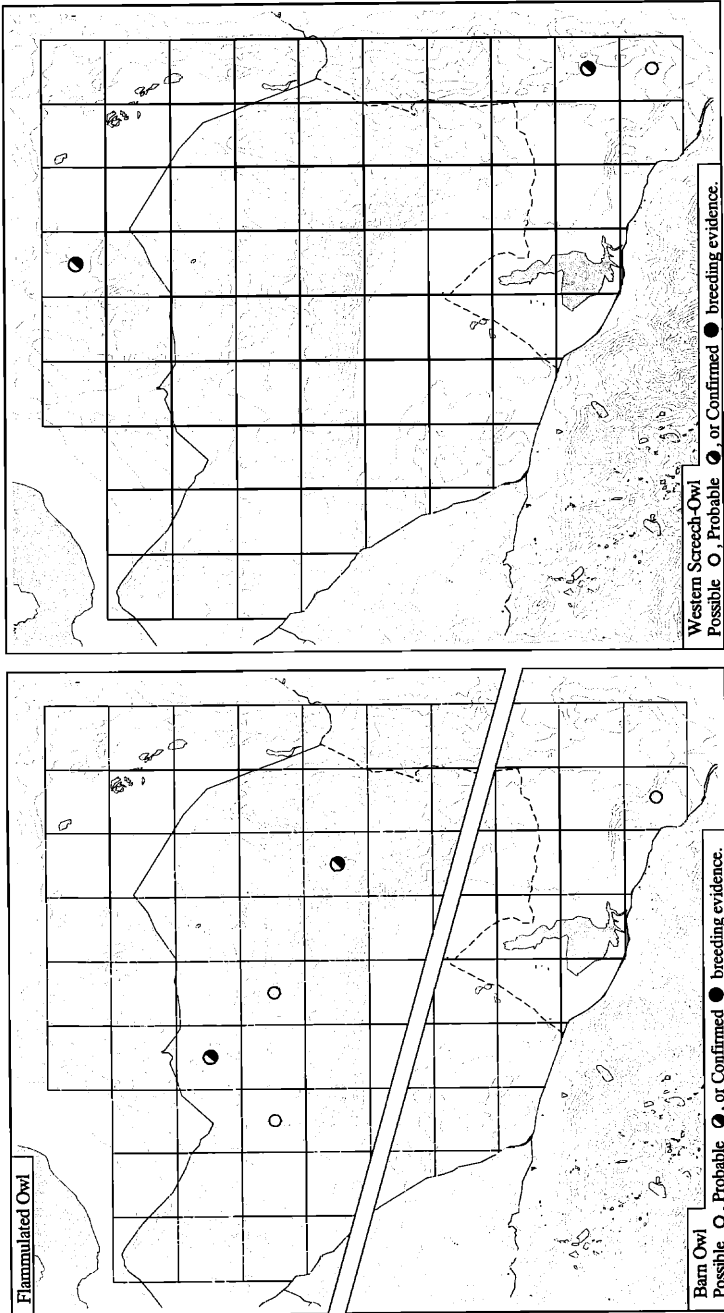 Western Screech-Owl
Possible ○, Probable ◒, or Confirmed ● breeding evidence.
Flammulated Owl
Barn Owl
Possible ○, Probable ◒, or Confirmed ● breeding evidence.